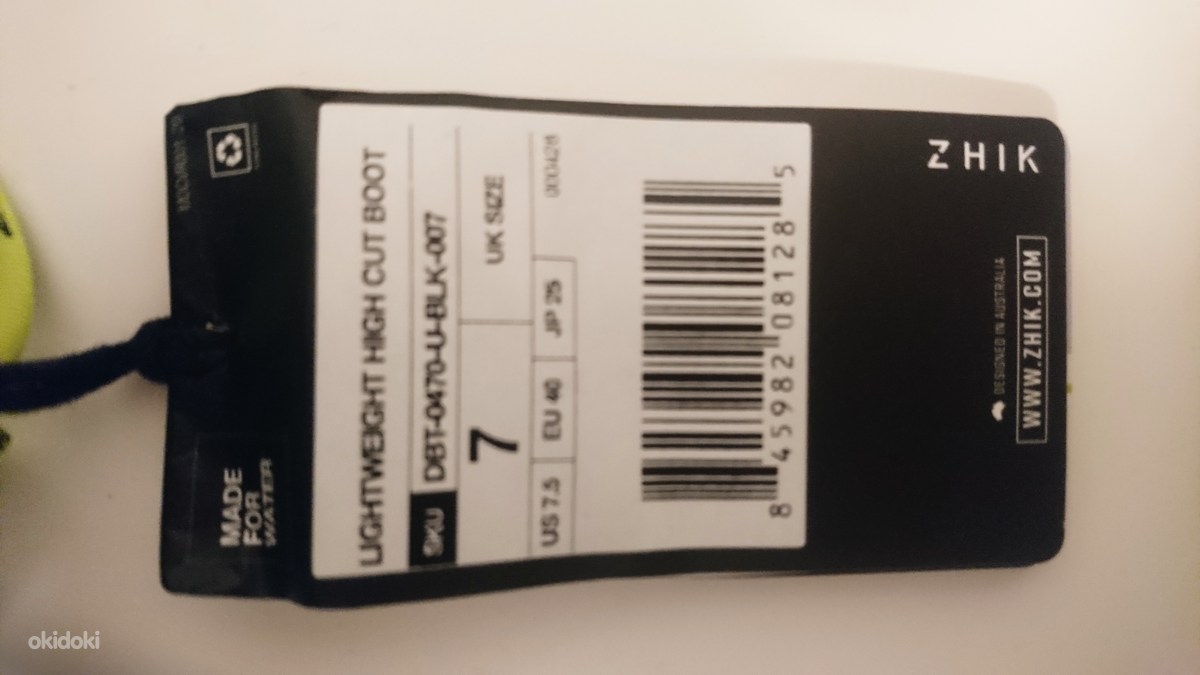 MADE
FOR
WATER
LIGHTWEIGHT HIGH CUT BOOT
SKU DBT-0470-U-BLK-007
7 UK SIZE
US 7.5 EU 40 JP 25
8 45982 08128 5
DESIGNED IN AUSTRALIA
WWW.ZHIK.COM
ZHIK
okidoki